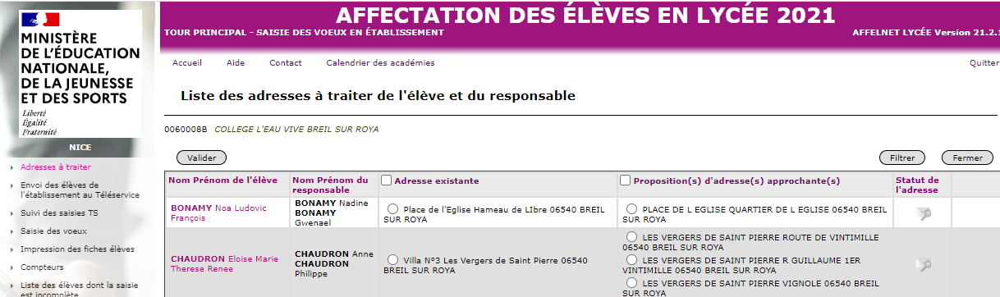 MINISTÈRE
DE L'ÉDUCATION
NATIONALE,
DE LA JEUNESSE
ET DES SPORTS
Liberté
Égalité
Fraternité
NICE
Adresses à traiter
Envoi des élèves de
l'établissement au Téléservice
Suivi des saisies TS
Saisie des voeux
Impression des fiches élèves
Compteurs
Liste des élèves dont la saisie
est incomplète
AFFECTATION DES ÉLÈVES EN LYCÉE 2021
TOUR PRINCIPAL - SAISIE DES VOEUX EN ÉTABLISSEMENT
AFFELNET LYCÉE Version 21.2.1
Accueil Aide Contact Calendrier des académies Quitter
Liste des adresses à traiter de l'élève et du responsable
0060008B COLLEGE L'EAU VIVE BREIL SUR ROYA
Valider Filtrer Fermer
Nom Prénom de l'élève
Nom Prénom du
responsable
Adresse existante
Proposition(s) d'adresse(s) approchante(s)
Statut de
l'adresse
BONAMY Noa Ludovic
François
BONAMY Nadine
BONAMY
Gwenael
Place de l'Eglise Hameau de LIbre 06540 BREIL
SUR ROYA
PLACE DE L EGLISE QUARTIER DE L EGLISE 06540 BREIL
SUR ROYA
CHAUDRON Eloise Marie
Therese Renee
CHAUDRON Anne
CHAUDRON
Philippe
Villa N°3 Les Vergers de Saint Pierre 06540
BREIL SUR ROYA
LES VERGERS DE SAINT PIERRE ROUTE DE VINTIMILLE
06540 BREIL SUR ROYA
LES VERGERS DE SAINT PIERRE R GUILLAUME 1ER
VINTIMILLE 06540 BREIL SUR ROYA
LES VERGERS DE SAINT PIERRE VIGNOLE 06540 BREIL
SUR ROYA